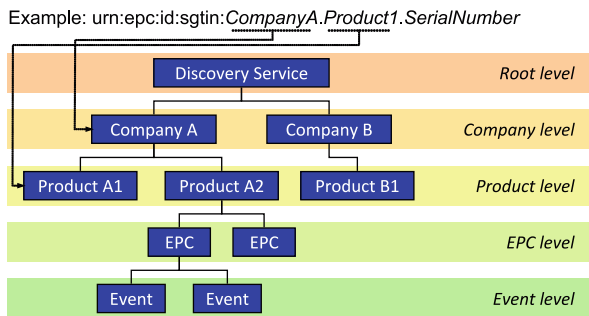 Example: urn:epc:id:sgtin:CompanyA.Product1.SerialNumber
Discovery Service Root level
Company A Company B Company level
Product A1 Product A2 Product B1 Product level
EPC EPC EPC level
Event Event Event level